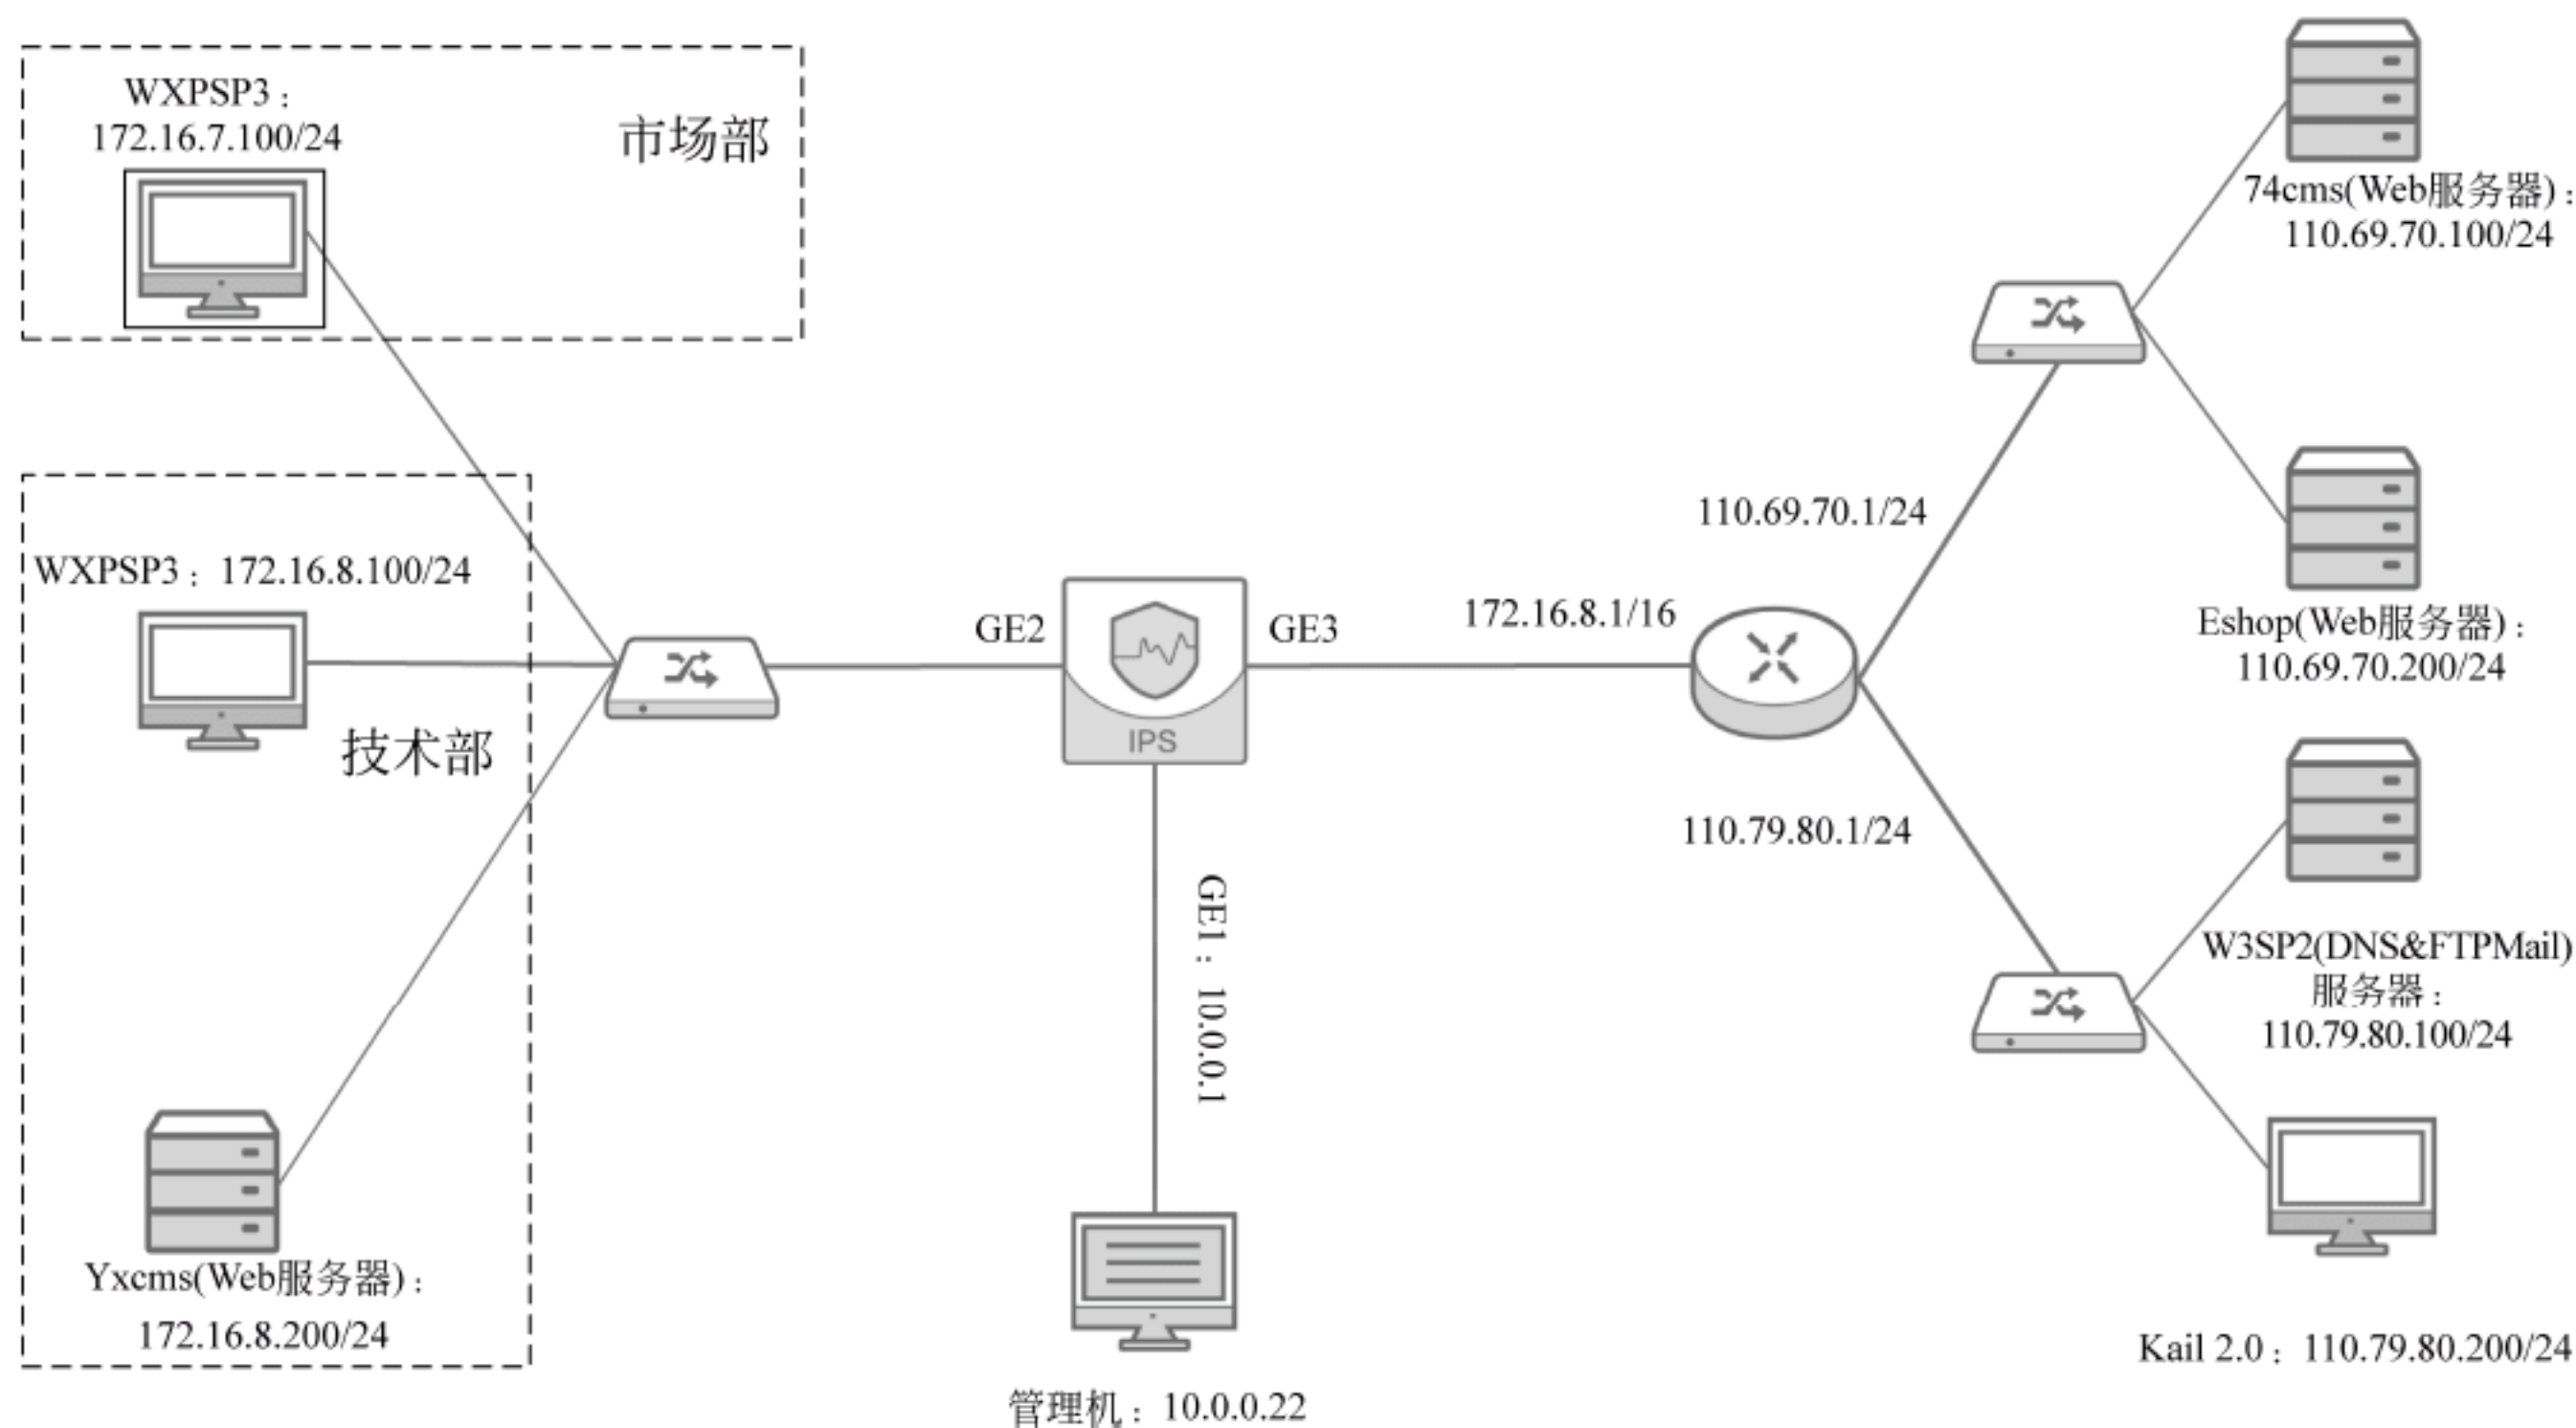 WXPSP3：
172.16.7.100/24
市场部
WXPSP3：172.16.8.100/24
技术部
Yxcms(Web服务器)：
172.16.8.200/24
GE2
IPS
GE3
GE1：10.0.0.1
管理机：10.0.0.22
172.16.8.1/16
110.69.70.1/24
110.79.80.1/24
74cms(Web服务器)：
110.69.70.100/24
Eshop(Web服务器)：
110.69.70.200/24
W3SP2(DNS&FTPMail)
服务器：
110.79.80.100/24
Kail 2.0：110.79.80.200/24